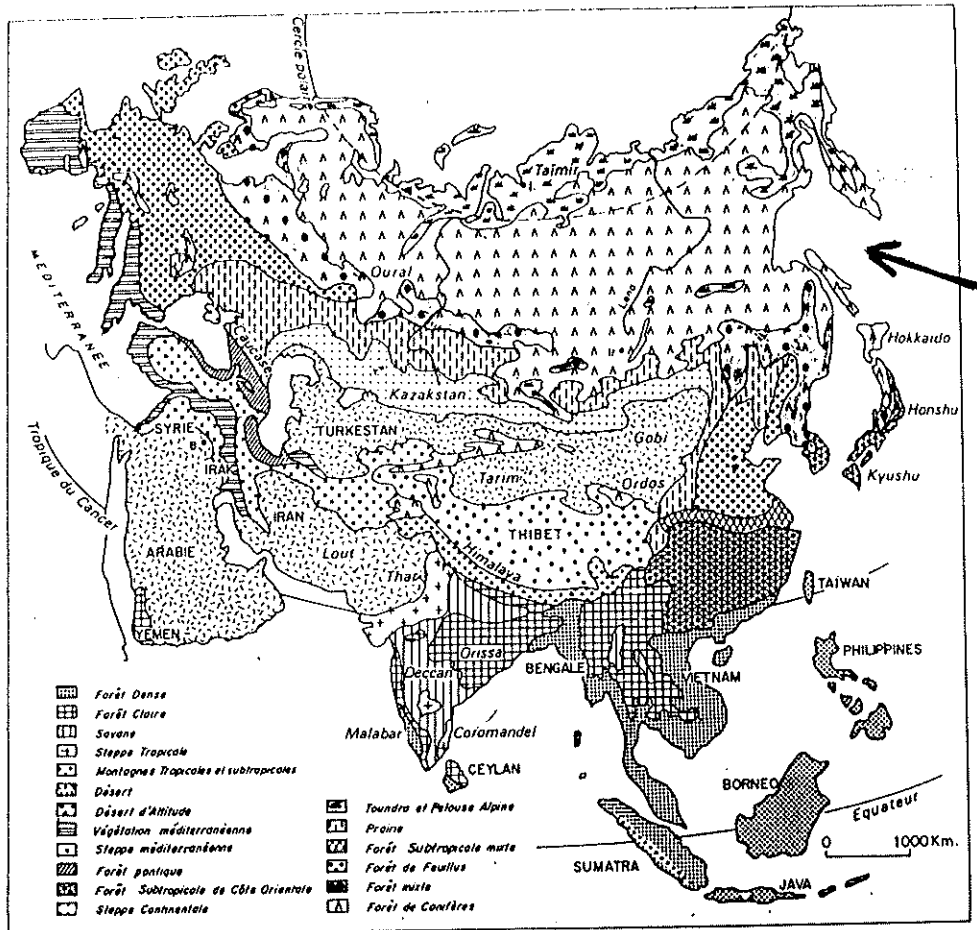 Cercle polaire
Taimir
Oural
Lena
MEDITERRANÉE
Caucase
Hokkaido
Kazakstan
Honshu
TURKESTAN
Gobi
SYRIE
Tarim
Ordos
Kyushu
IRAK
Tropique du Cancer
IRAN
THIBET
ARABIE
Lout
Himalaya
Thar
TAÏWAN
YEMEN
Orissa
BENGALE
PHILIPPINES
Deccan
VIETNAM
Malabar
Coromandel
CEYLAN
BORNEO
Equateur
0 1000 Km.
SUMATRA
JAVA
Forêt Dense
Forêt Claire
Savane
Steppe Tropicale
Montagnes Tropicales et subtropicales
Désert
Désert d'Altitude
Végétation méditerranéenne
Steppe méditerranéenne
Forêt pontique
Forêt Subtropicale de Côte Orientale
Steppe Continentale
Toundra et Pelouse Alpine
Prairie
Forêt Subtropicale mixte
Forêt de Feuillus
Forêt mixte
Forêt de Conifères